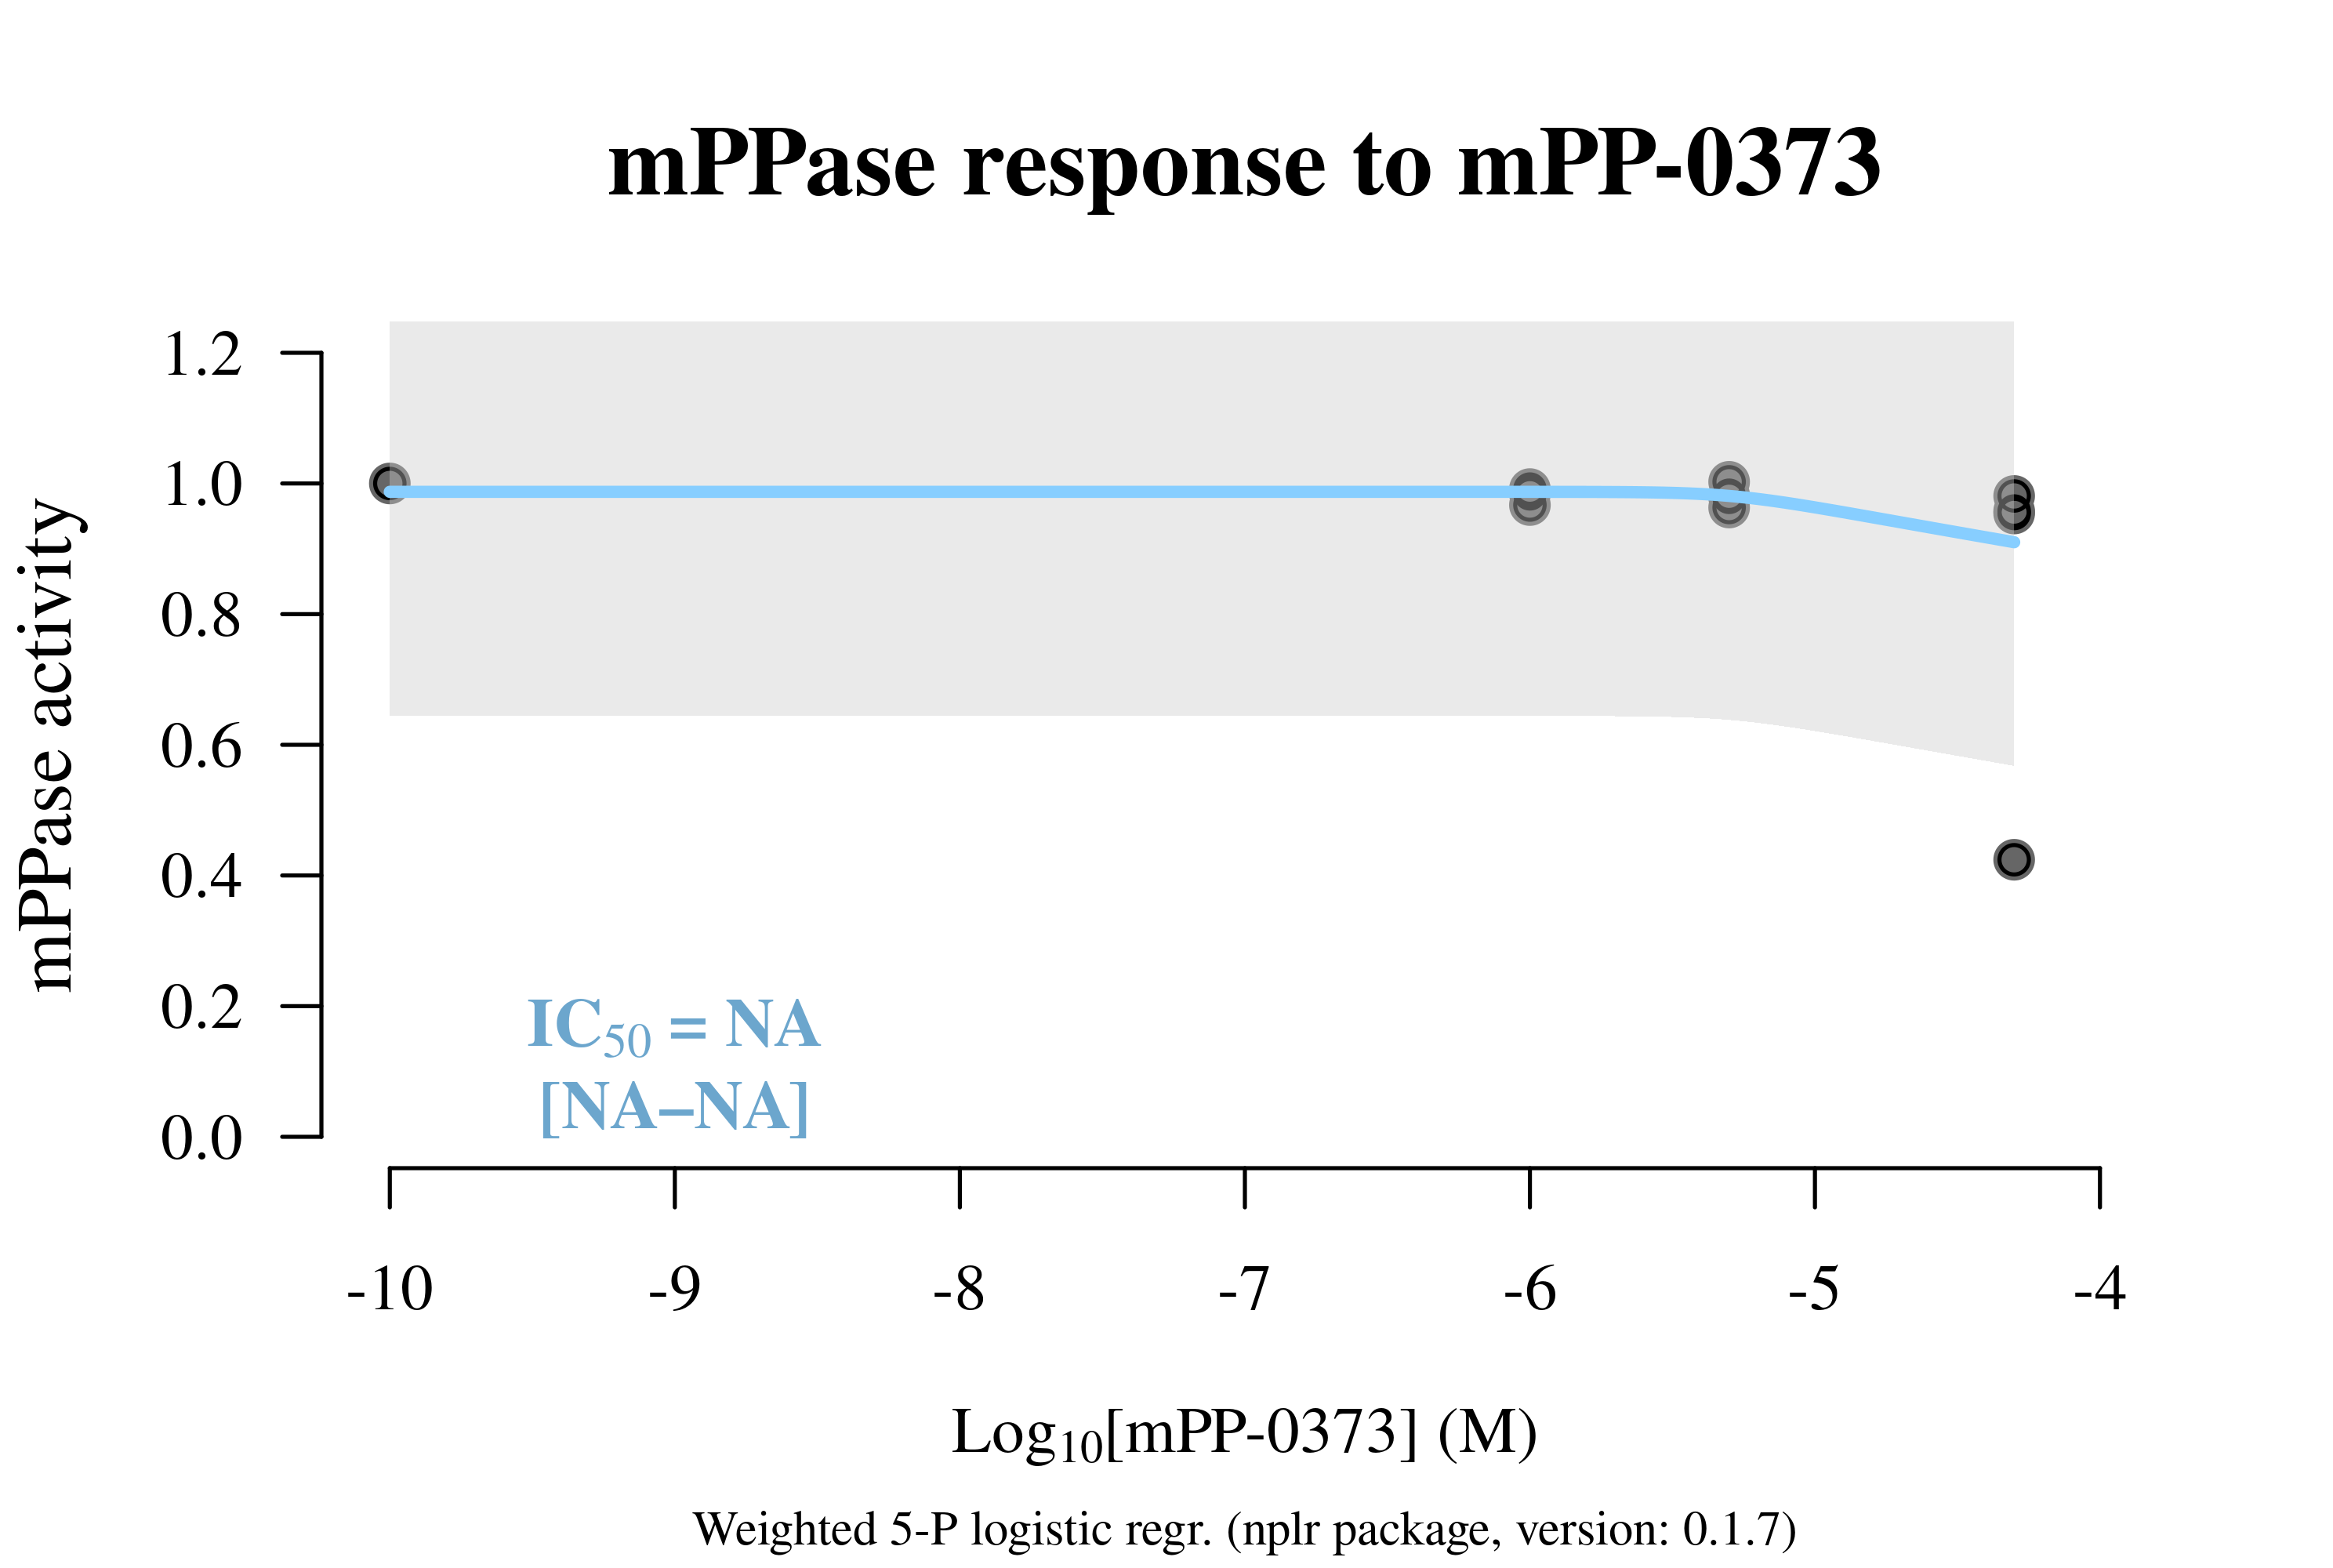 mPPase response to mPP-0373
mPPase activity
1.2
1.0
0.8
0.6
0.4
0.2
0.0
IC50 = NA
[NA–NA]
-10 -9 -8 -7 -6 -5 -4
Log10[mPP-0373] (M)
Weighted 5-P logistic regr. (nplr package, version: 0.1.7)